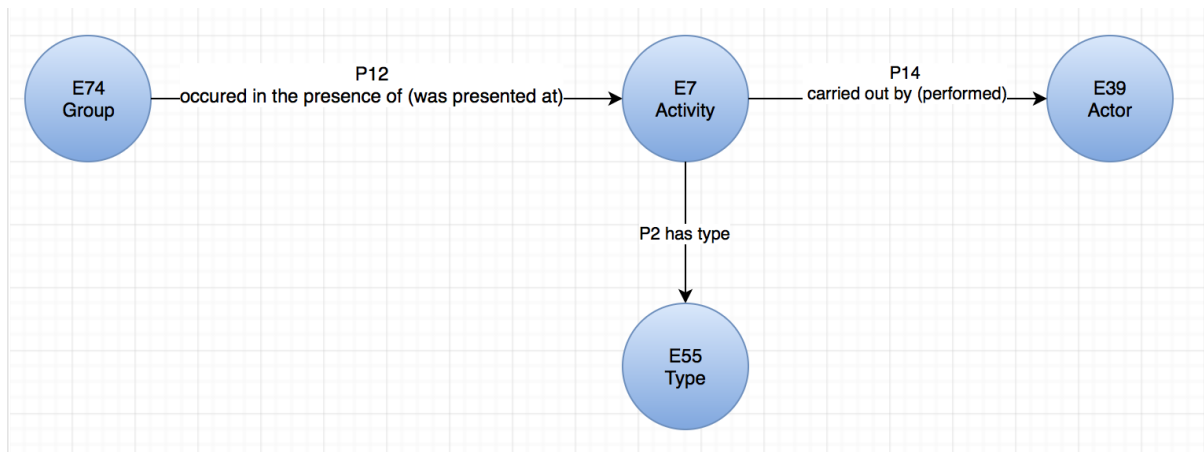 E74
Group
P12
occured in the presence of (was presented at)
E7
Activity
P14
carried out by (performed)
E39
Actor
P2 has type
E55
Type